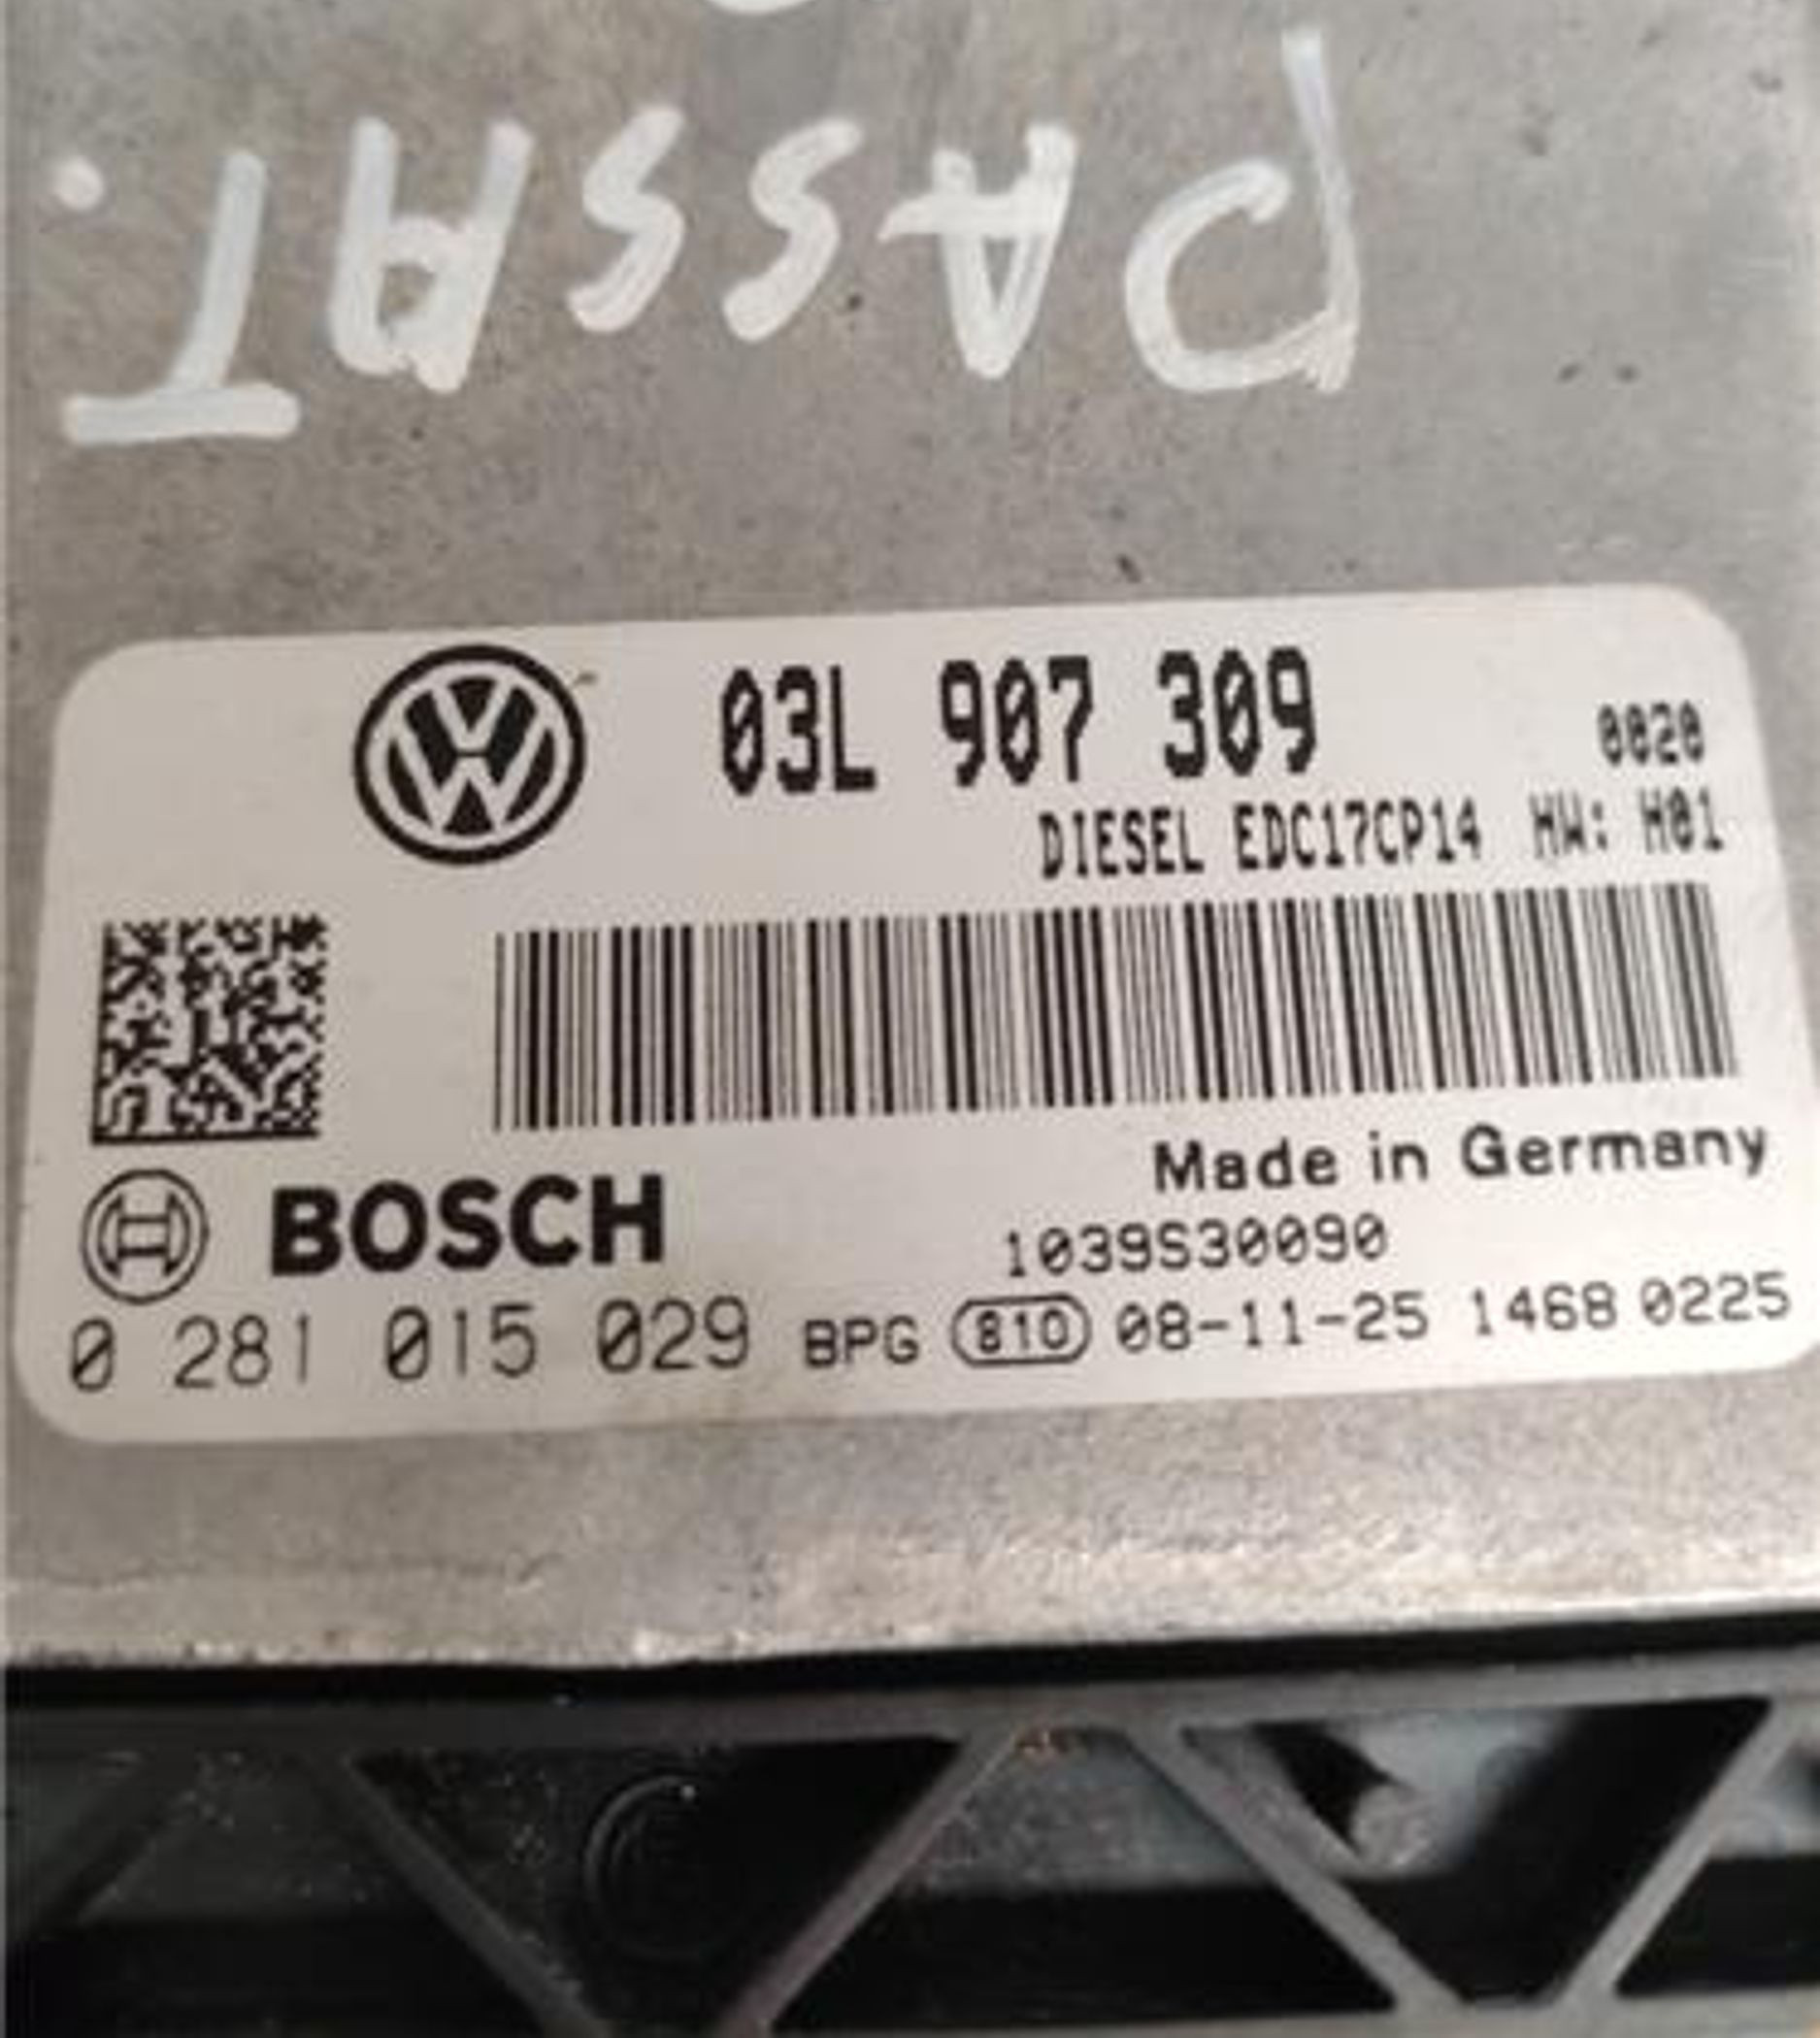 PASSAT.
03L 907 309
0020
DIESEL EDC17CP14 HW: H01
Made in Germany
BOSCH
1039S30090
0 281 015 029 BPG 810 08-11-25 1468 0225